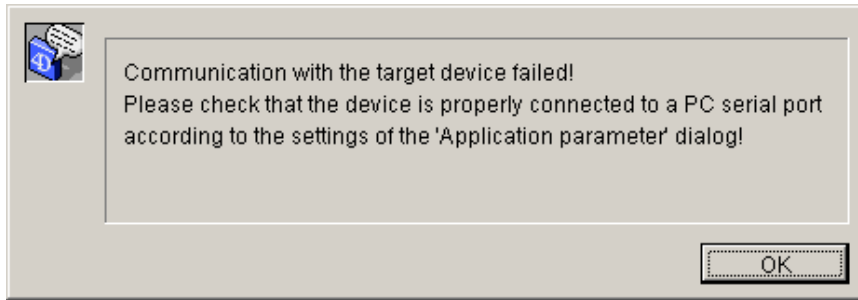 4D
Communication with the target device failed!
Please check that the device is properly connected to a PC serial port
according to the settings of the 'Application parameter' dialog!
OK